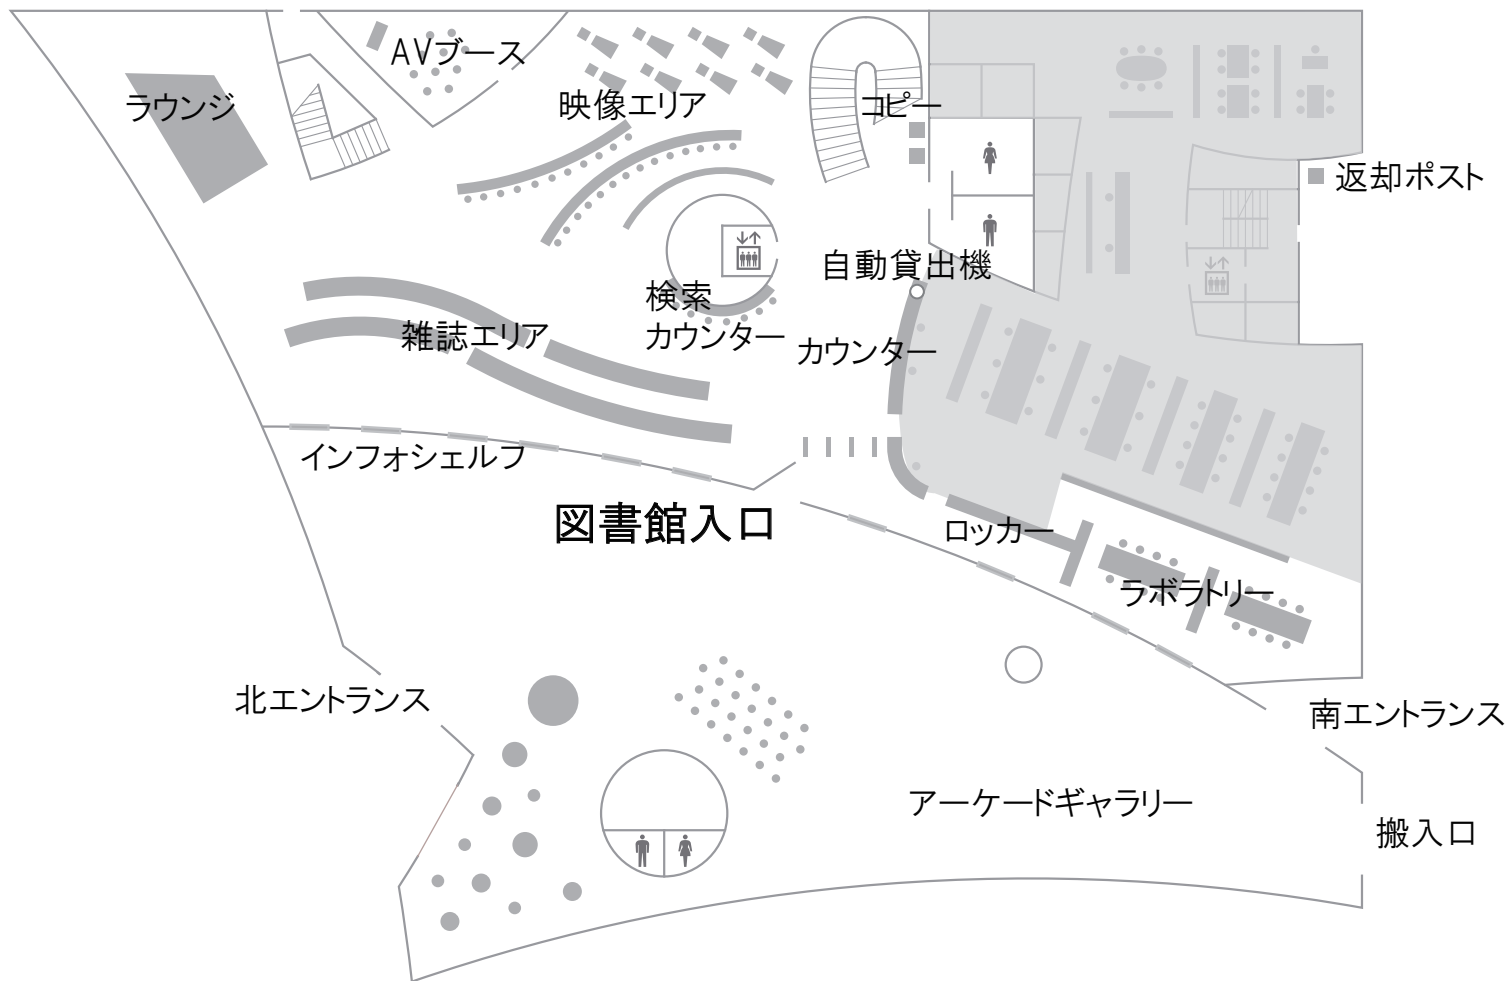 AVブース
ラウンジ
映像エリア
コピー
返却ポスト
自動貸出機
検索
カウンター
カウンター
雑誌エリア
インフォシェルフ
図書館入口
ロッカー
ラボラトリー
北エントランス
南エントランス
アーケードギャラリー
搬入口